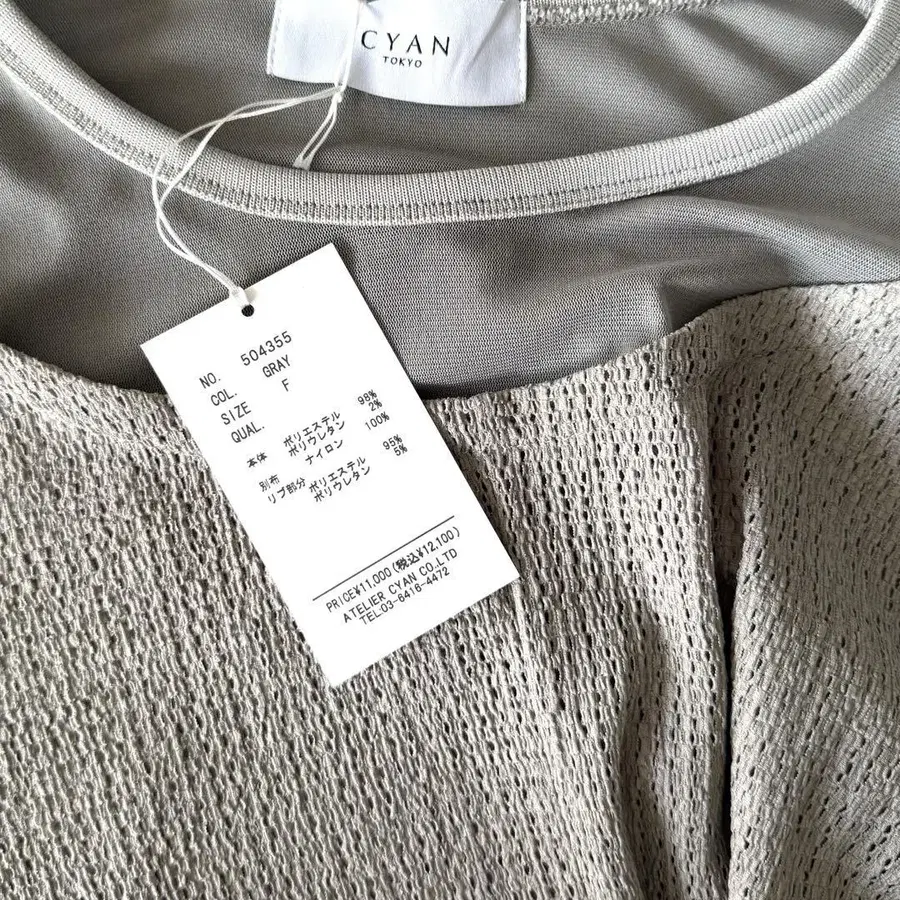 CYAN
TOKYO
NO. 504355
COL. GRAY
SIZE F
QUAL.
本体 ポリエステル 98%
ポリウレタン 2%
別布 ナイロン 100%
リブ部分 ポリエステル 95%
ポリウレタン 5%
PRICE¥11,000(税込¥12,100)
ATELIER CYAN CO.,LTD
TEL.03-6416-4472